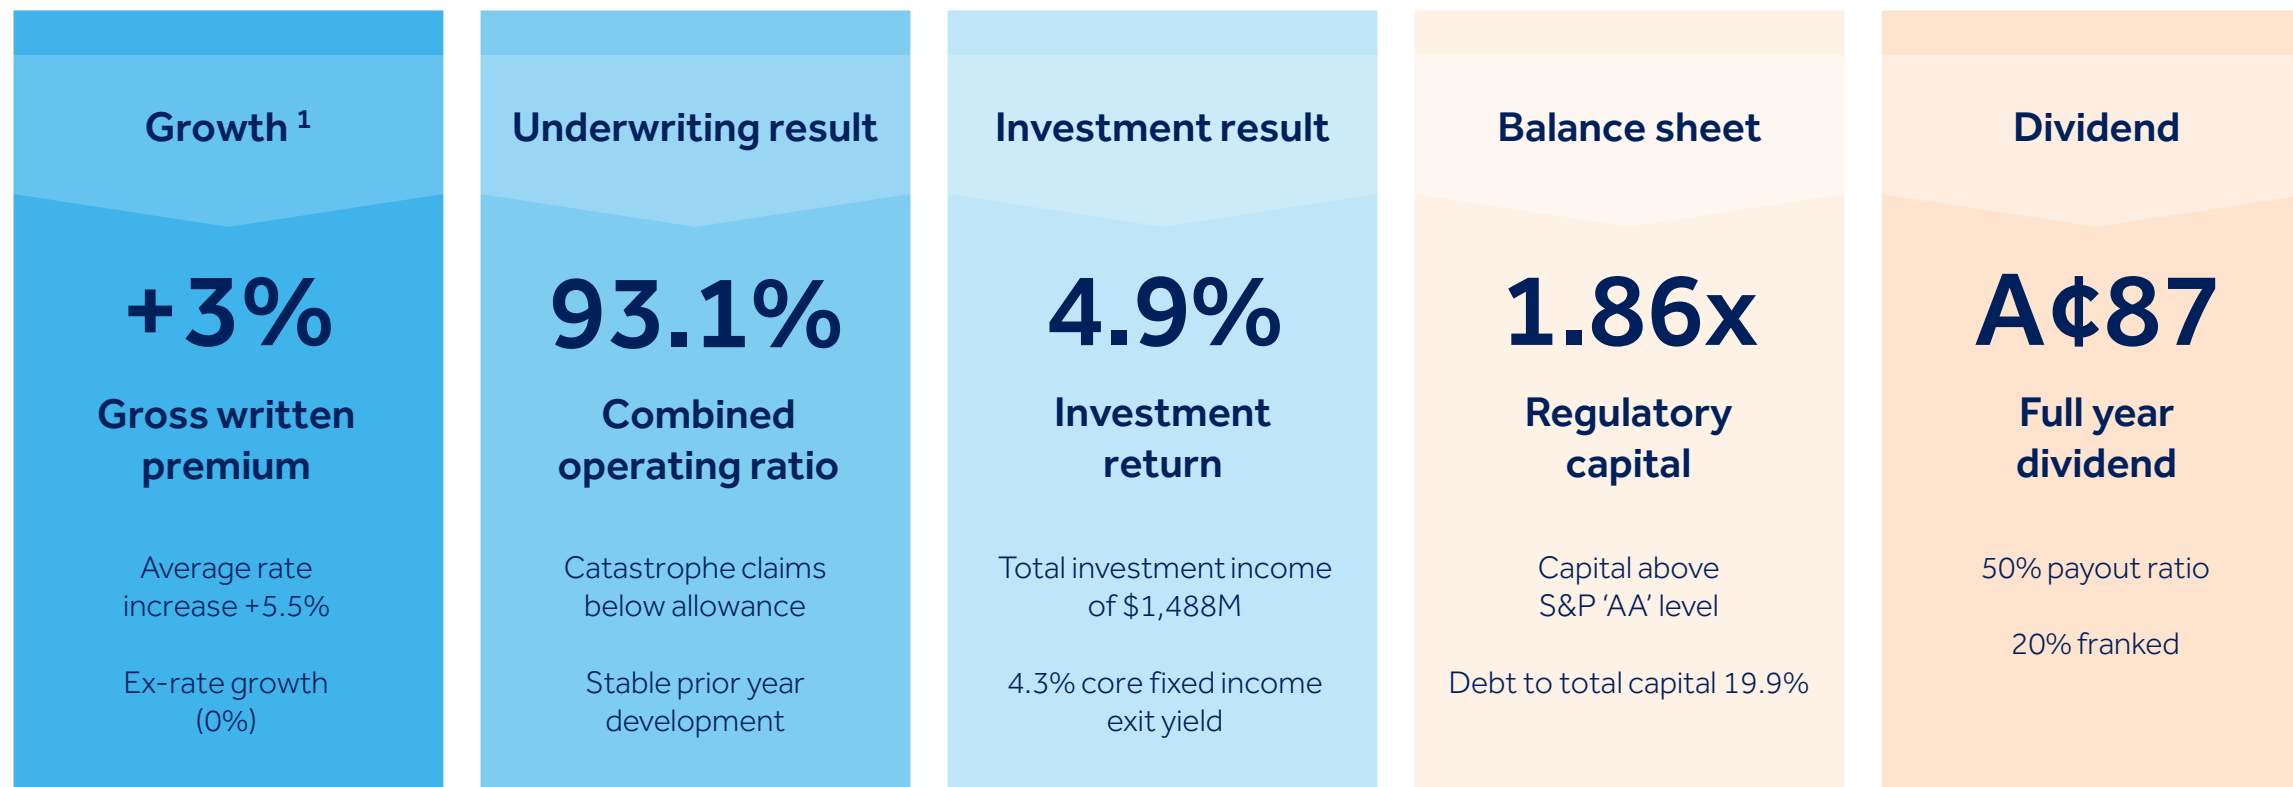 Growth ¹
+3%
Gross written
premium
Average rate
increase +5.5%
Ex-rate growth
(0%)
Underwriting result
93.1%
Combined
operating ratio
Catastrophe claims
below allowance
Stable prior year
development
Investment result
4.9%
Investment
return
Total investment income
of $1,488M
4.3% core fixed income
exit yield
Balance sheet
1.86x
Regulatory
capital
Capital above
S&P ‘AA’ level
Debt to total capital 19.9%
Dividend
A¢87
Full year
dividend
50% payout ratio
20% franked